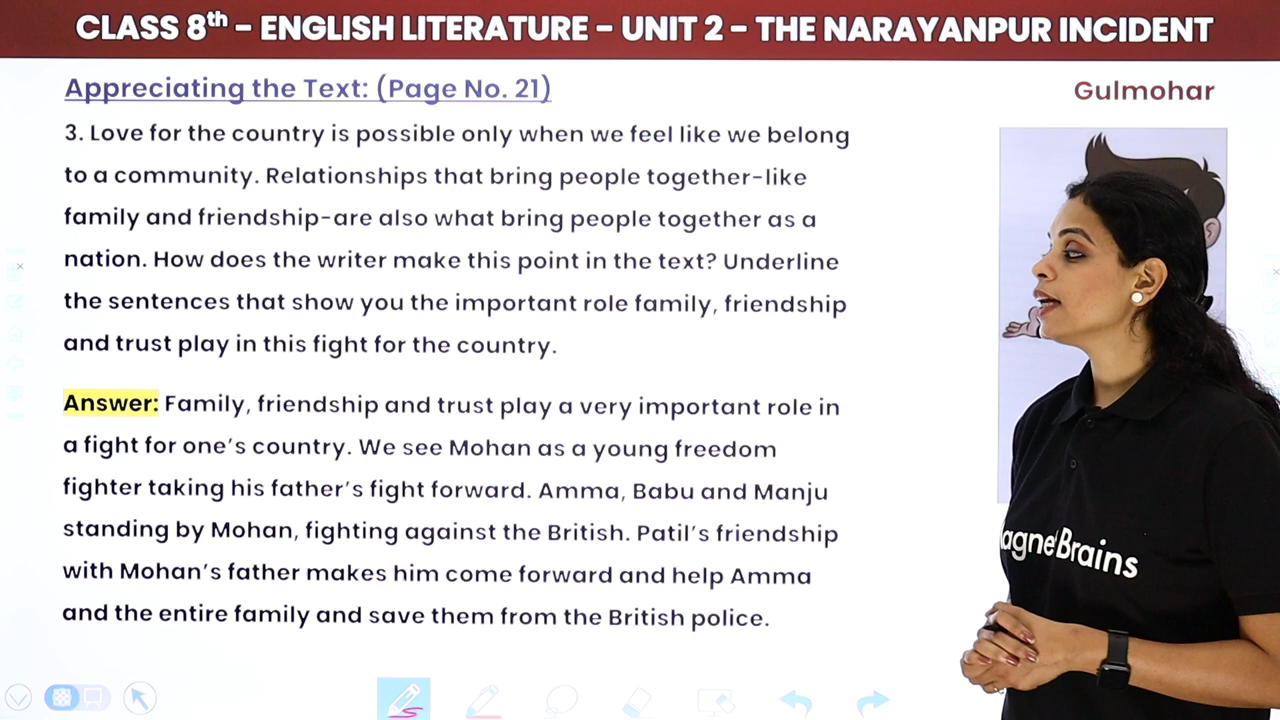 CLASS 8th – ENGLISH LITERATURE – UNIT 2 – THE NARAYANPUR INCIDENT
Appreciating the Text: (Page No. 21)
Gulmohar
3. Love for the country is possible only when we feel like we belong
to a community. Relationships that bring people together-like
family and friendship-are also what bring people together as a
nation. How does the writer make this point in the text? Underline
the sentences that show you the important role family, friendship
and trust play in this fight for the country.
Answer: Family, friendship and trust play a very important role in
a fight for one's country. We see Mohan as a young freedom
fighter taking his father's fight forward. Amma, Babu and Manju
standing by Mohan, fighting against the British. Patil's friendship
with Mohan's father makes him come forward and help Amma
and the entire family and save them from the British police.
agnet Brains